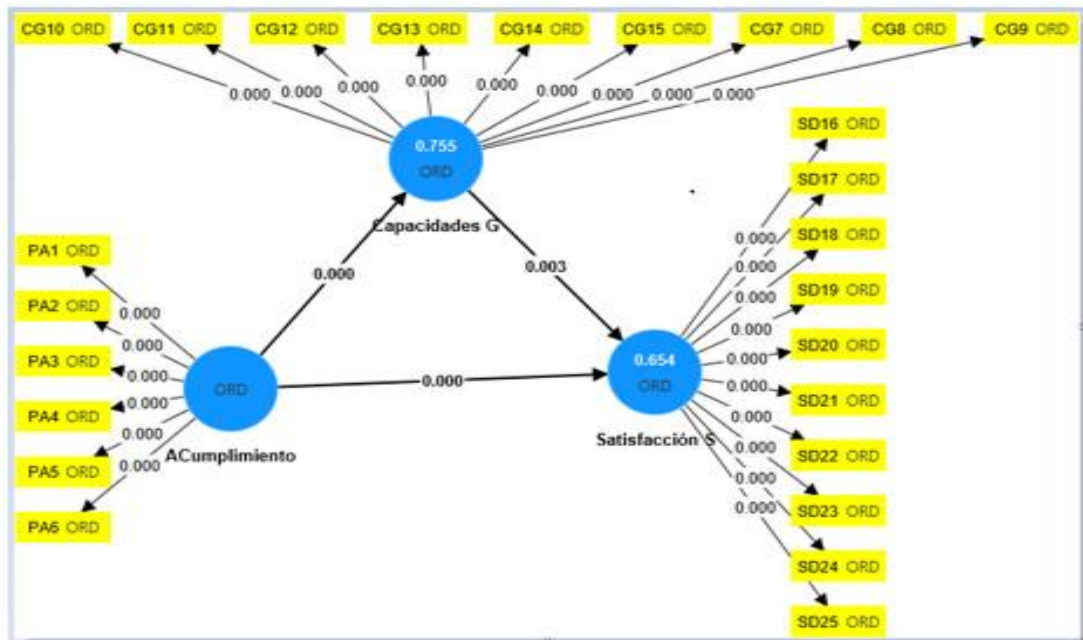 CG10 ORD
CG11 ORD
CG12 ORD
CG13 ORD
CG14 ORD
CG15 ORD
CG7 ORD
CG8 ORD
CG9 ORD
0.000
0.000
0.000
0.000
0.000
0.000
0.000
0.000
0.000
0.755
ORD
Capacidades G
PA1 ORD
PA2 ORD
PA3 ORD
PA4 ORD
PA5 ORD
PA6 ORD
0.000
0.000
0.000
0.000
0.000
0.000
ORD
ACumplimiento
0.000
0.003
0.000
0.654
ORD
Satisfacción S
0.000
0.000
0.000
0.000
0.000
0.000
0.000
0.000
0.000
0.000
SD16 ORD
SD17 ORD
SD18 ORD
SD19 ORD
SD20 ORD
SD21 ORD
SD22 ORD
SD23 ORD
SD24 ORD
SD25 ORD